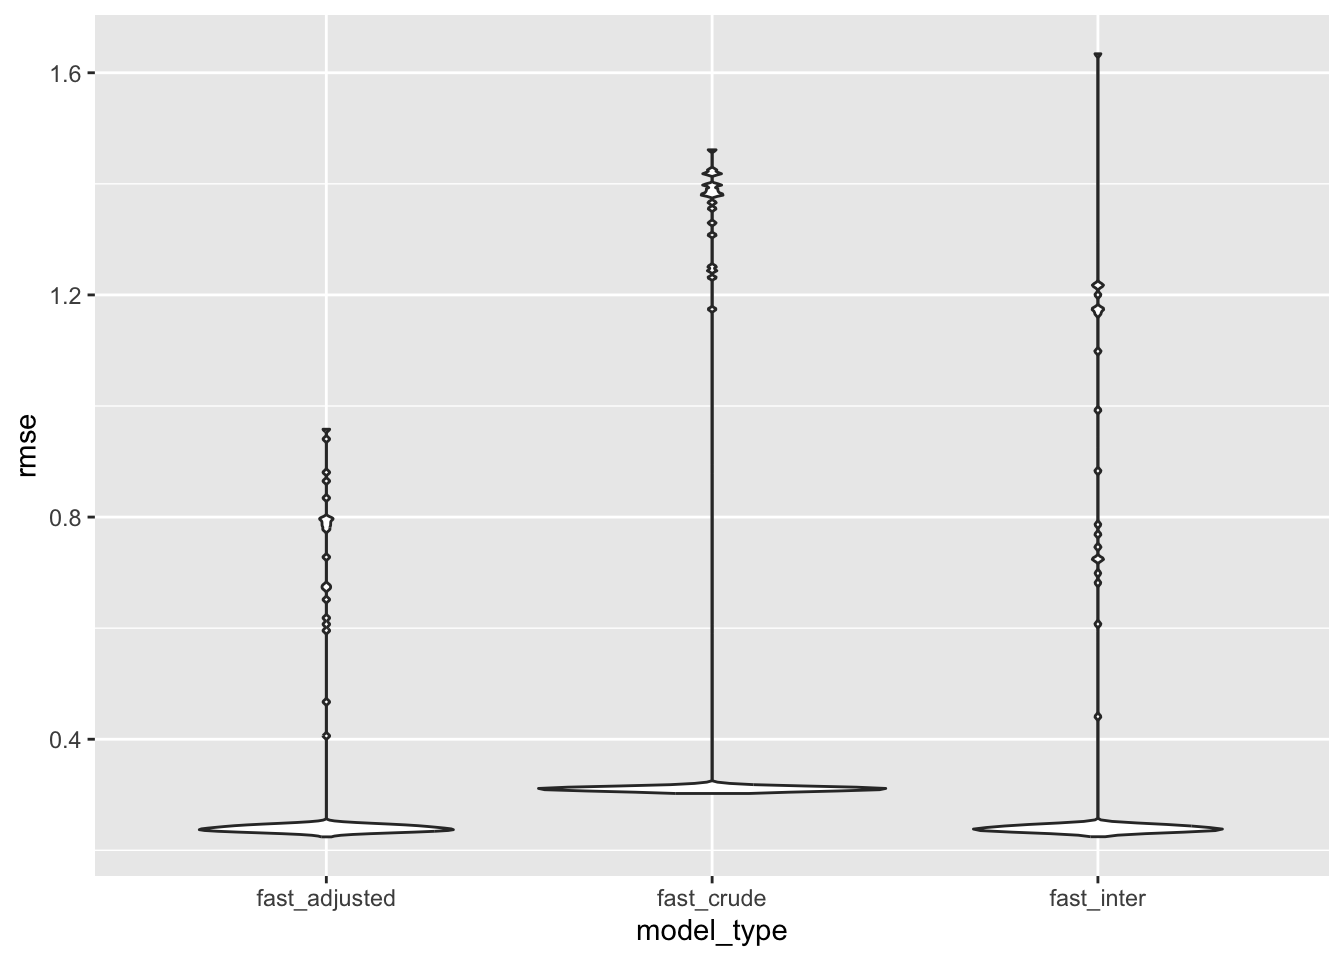 1.6
1.2
0.8
0.4
rmse
fast_adjusted
fast_crude
fast_inter
model_type